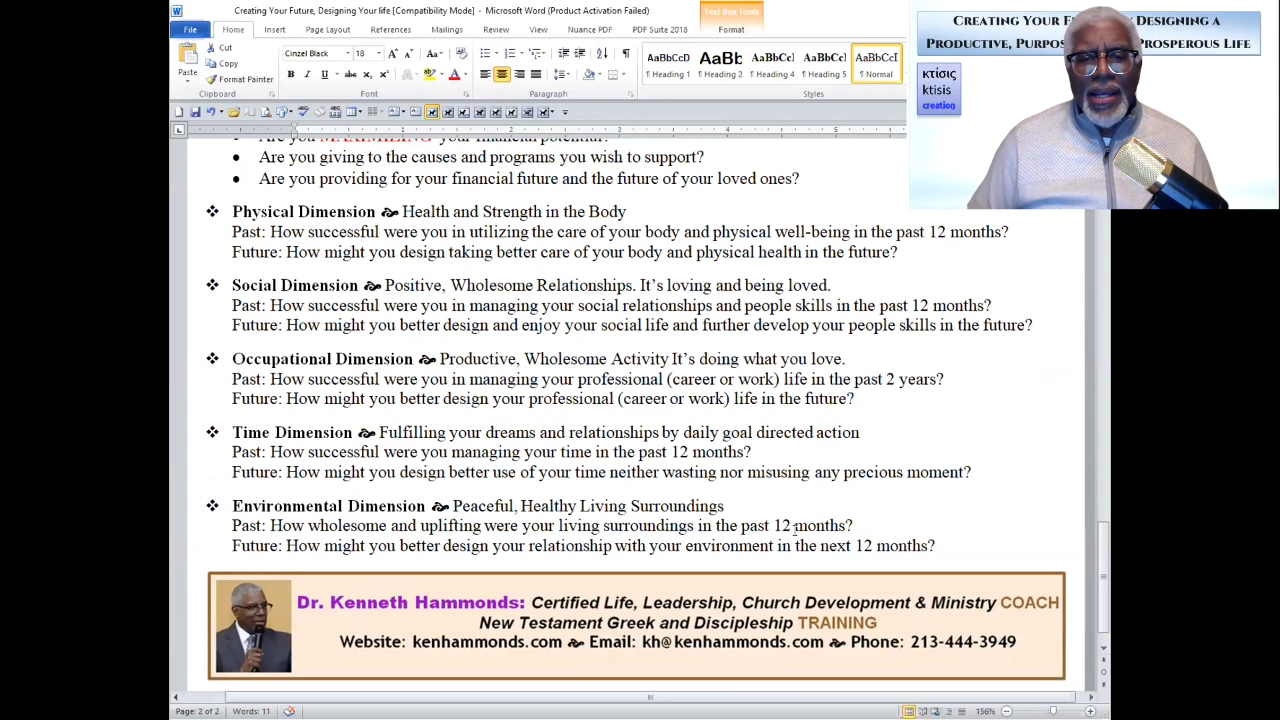 Creating Your Future, Designing Your life [Compatibility Mode] - Microsoft Word (Product Activation Failed)
Text Box Tools
File Home Insert Page Layout References Mailings Review View Nuance PDF PDF Suite 2018 Format
Cut
Copy
Format Painter
Paste
Cinzel Black 18
AaBbCcD AaBb AaBbCcI AaBbCcI AaBbCcI
¶ Heading 1 ¶ Heading 2 ¶ Heading 4 ¶ Heading 5 ¶ Normal
Clipboard Font Paragraph Styles
Creating Your Designing a
Productive, Prosperous Life
κτίσις
ktisis
creation
Are you MAXIMIZING your financial potential?
• Are you giving to the causes and programs you wish to support?
• Are you providing for your financial future and the future of your loved ones?
❖ Physical Dimension Health and Strength in the Body
Past: How successful were you in utilizing the care of your body and physical well-being in the past 12 months?
Future: How might you design taking better care of your body and physical health in the future?
❖ Social Dimension Positive, Wholesome Relationships. It's loving and being loved.
Past: How successful were you in managing your social relationships and people skills in the past 12 months?
Future: How might you better design and enjoy your social life and further develop your people skills in the future?
❖ Occupational Dimension Productive, Wholesome Activity It's doing what you love.
Past: How successful were you in managing your professional (career or work) life in the past 2 years?
Future: How might you better design your professional (career or work) life in the future?
❖ Time Dimension Fulfilling your dreams and relationships by daily goal directed action
Past: How successful were you managing your time in the past 12 months?
Future: How might you design better use of your time neither wasting nor misusing any precious moment?
❖ Environmental Dimension Peaceful, Healthy Living Surroundings
Past: How wholesome and uplifting were your living surroundings in the past 12 months?
Future: How might you better design your relationship with your environment in the next 12 months?
Dr. Kenneth Hammonds: Certified Life, Leadership, Church Development & Ministry COACH
New Testament Greek and Discipleship TRAINING
Website: kenhammonds.com Email: kh@kenhammonds.com Phone: 213-444-3949
Page: 2 of 2 Words: 11 156%